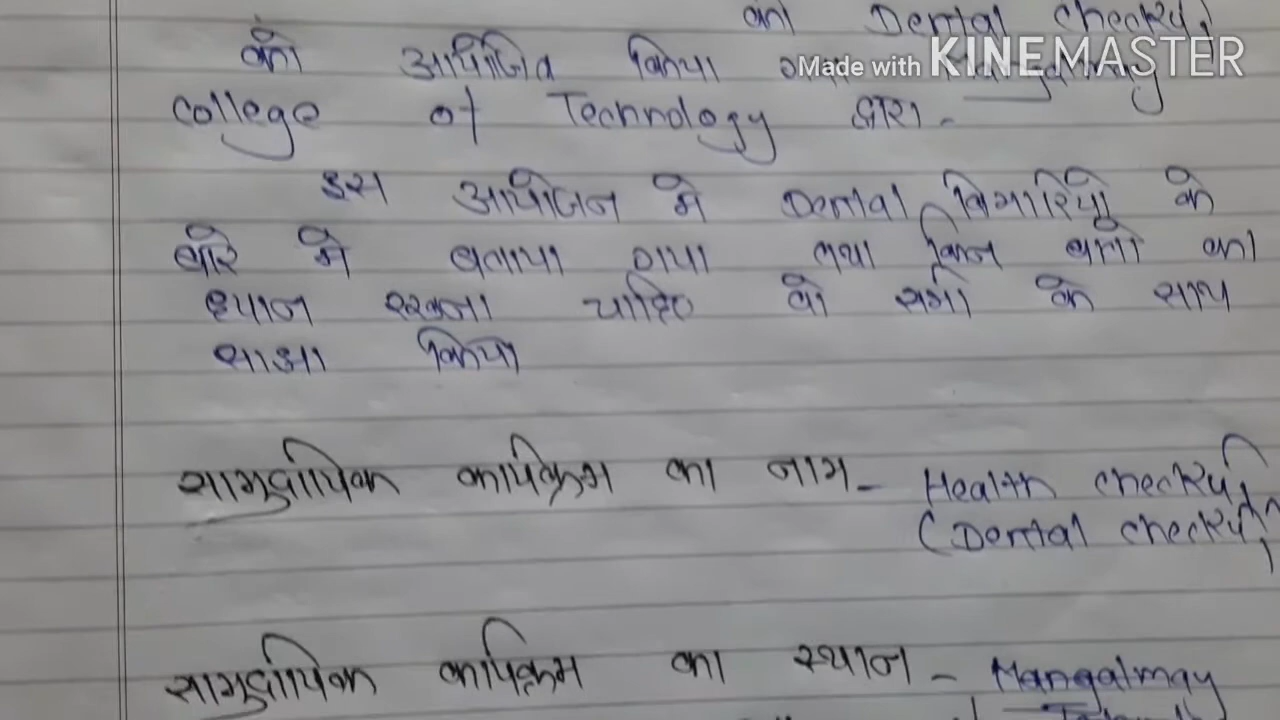 का Dental checkup
को आयोजित किया Made with KINEMASTER
College of Technology द्वारा -
इस आयोजन मे Dental बिमारियो के
बारे मे बताया गया तथा किन बातो का
ध्यान रखना चाहिए वो सभी के साथ
साझा किया
सामुदायिक कार्यक्रम का नाम - Health checkup
(Dental checkup)
सामुदायिक कार्यक्रम का स्थान - Mangalmay